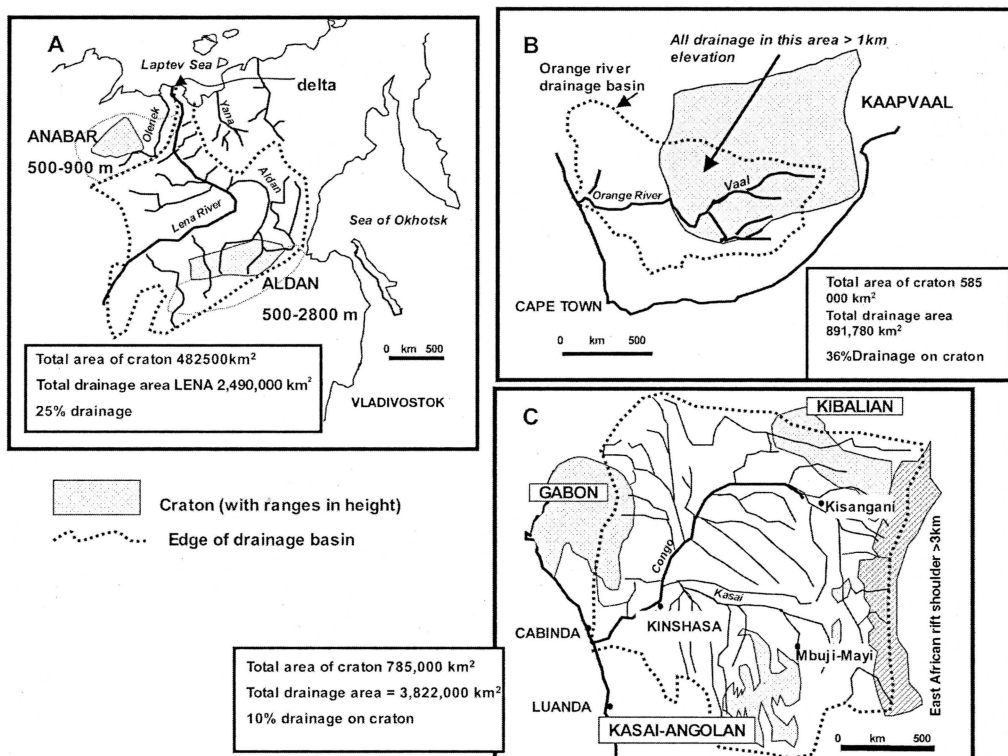 A
Laptev Sea
delta
Olenek
Yana
ANABAR
500-900 m
Aldan
Lena River
Sea of Okhotsk
ALDAN
500-2800 m
0 km 500
VLADIVOSTOK
Total area of craton 482500km²
Total drainage area LENA 2,490,000 km²
25% drainage
B
All drainage in this area > 1km
elevation
Orange river
drainage basin
KAAPVAAL
Vaal
Orange River
CAPE TOWN
0 km 500
Total area of craton 585
000 km²
Total drainage area
891,780 km²
36%Drainage on craton
Craton (with ranges in height)
Edge of drainage basin
C
KIBALIAN
GABON
Kisangani
Congo
Kasai
KINSHASA
CABINDA
Mbuji-Mayi
LUANDA
KASAI-ANGOLAN
East African rift shoulder >3km
0 km 500
Total area of craton 785,000 km²
Total drainage area = 3,822,000 km²
10% drainage on craton